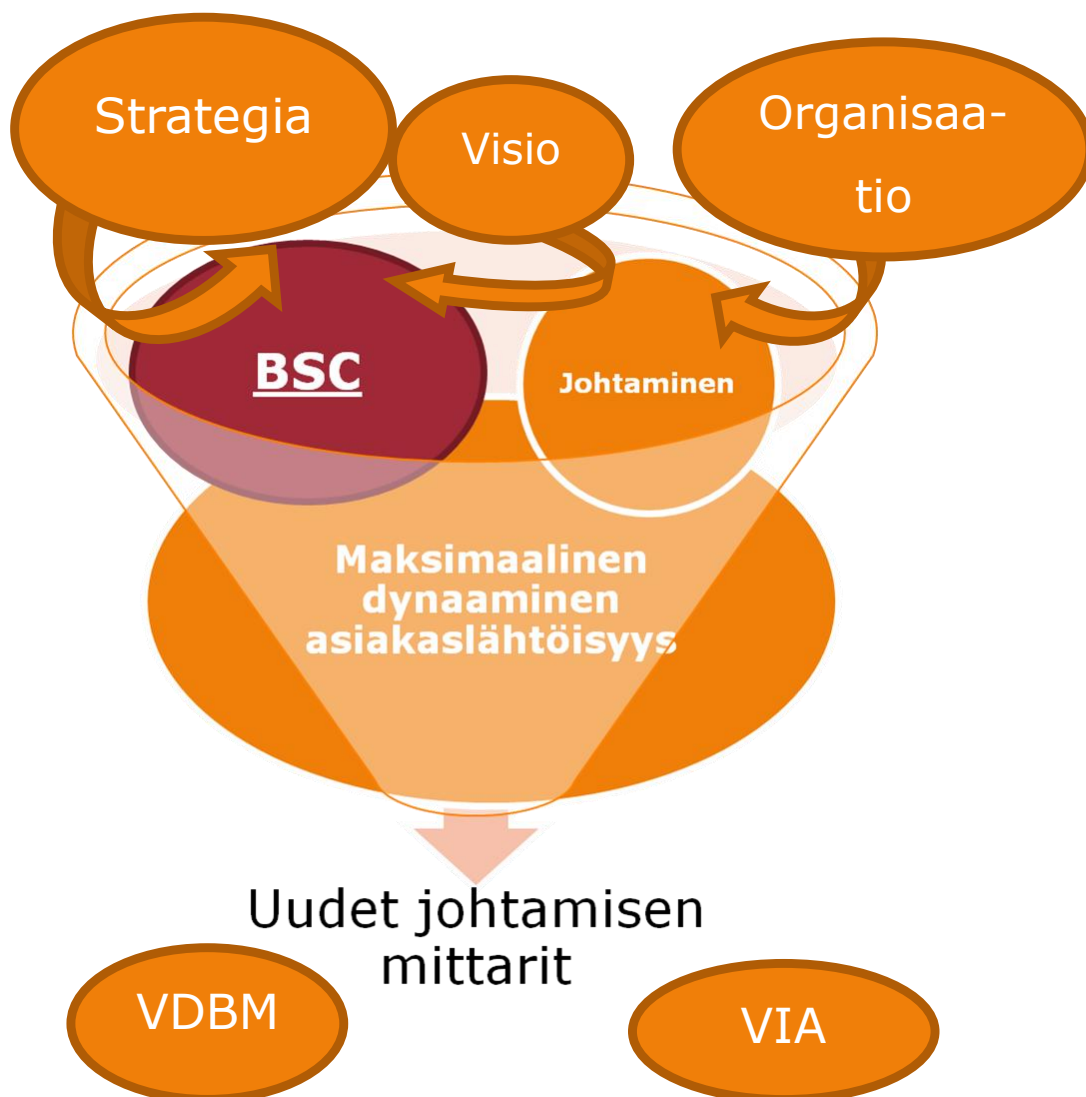 Strategia
Visio
Organisaa-
tio
BSC
Johtaminen
Maksimaalinen
dynaaminen
asiakaslähtöisyys
Uudet johtamisen
mittarit
VDBM
VIA